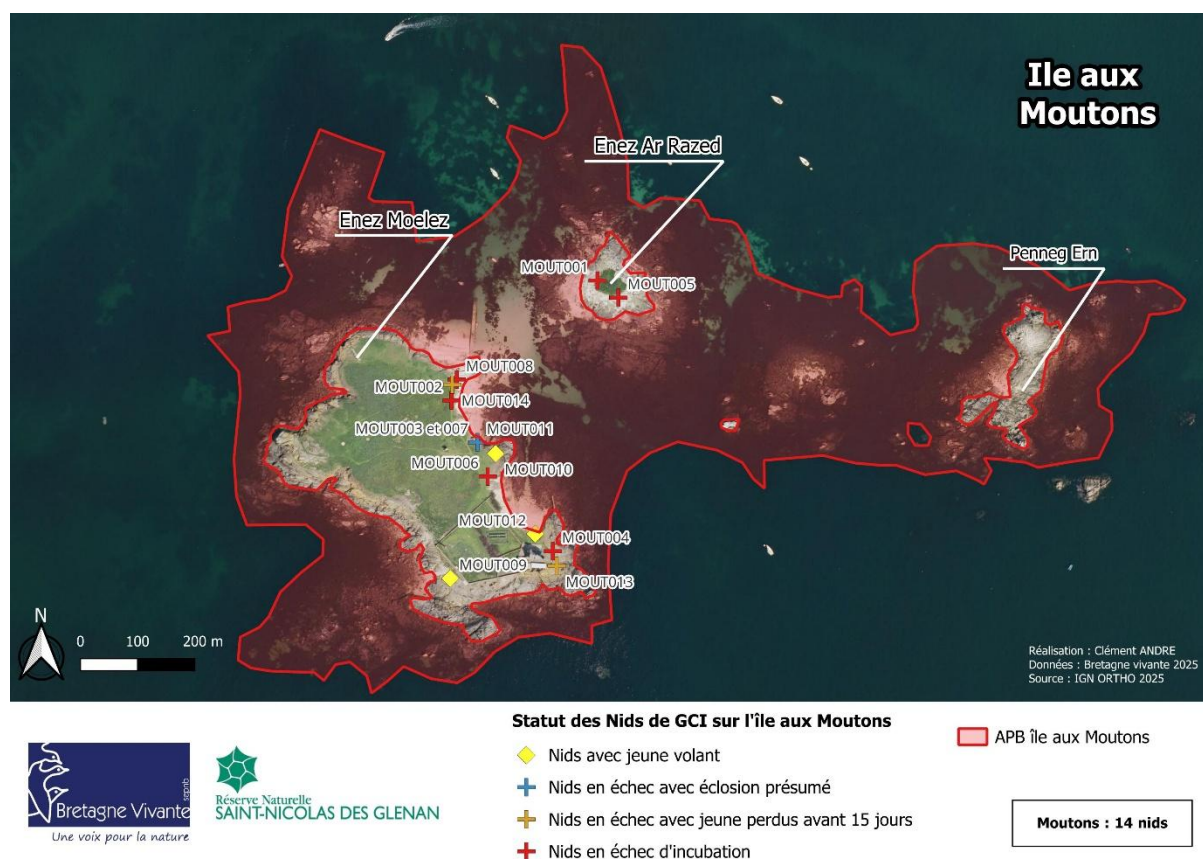 Ile aux
Moutons
Enez Ar Razed
Enez Moelez
Penneg Ern
MOUT001
MOUT005
MOUT008
MOUT002
MOUT014
MOUT003 et 007
MOUT011
MOUT006
MOUT010
MOUT012
MOUT004
MOUT009
MOUT013
N
0 100 200 m
Réalisation : Clément ANDRE
Données : Bretagne vivante 2025
Source : IGN ORTHO 2025
Statut des Nids de GCI sur l'île aux Moutons
Nids avec jeune volant
Nids en échec avec éclosion présumé
Nids en échec avec jeune perdus avant 15 jours
Nids en échec d'incubation
APB île aux Moutons
Moutons : 14 nids
Bretagne Vivante
sepnb
Une voix pour la nature
Réserve Naturelle
SAINT-NICOLAS DES GLENAN